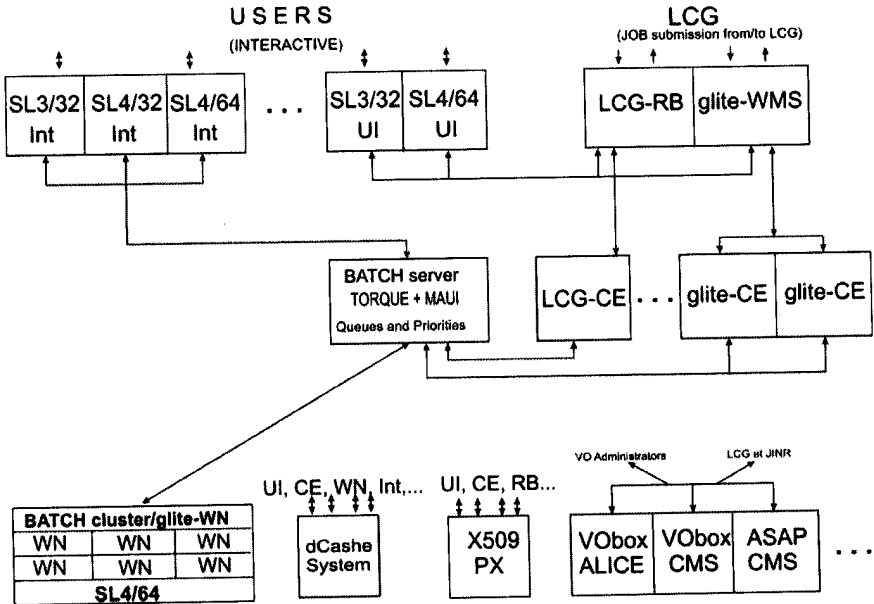 U S E R S
(INTERACTIVE)
LCG
(JOB submission from/to LCG)
SL3/32 SL4/32 SL4/64 ... SL3/32 SL4/64
Int Int Int UI UI
LCG-RB glite-WMS
BATCH server
TORQUE + MAUI
Queues and Priorities
LCG-CE ... glite-CE glite-CE
VO Administrators
LCG at JINR
UI, CE, WN, Int,...
UI, CE, RB...
BATCH cluster/glite-WN
WN WN WN
WN WN WN
SL4/64
dCashe
System
X509
PX
VObox VObox ASAP
ALICE CMS CMS ...